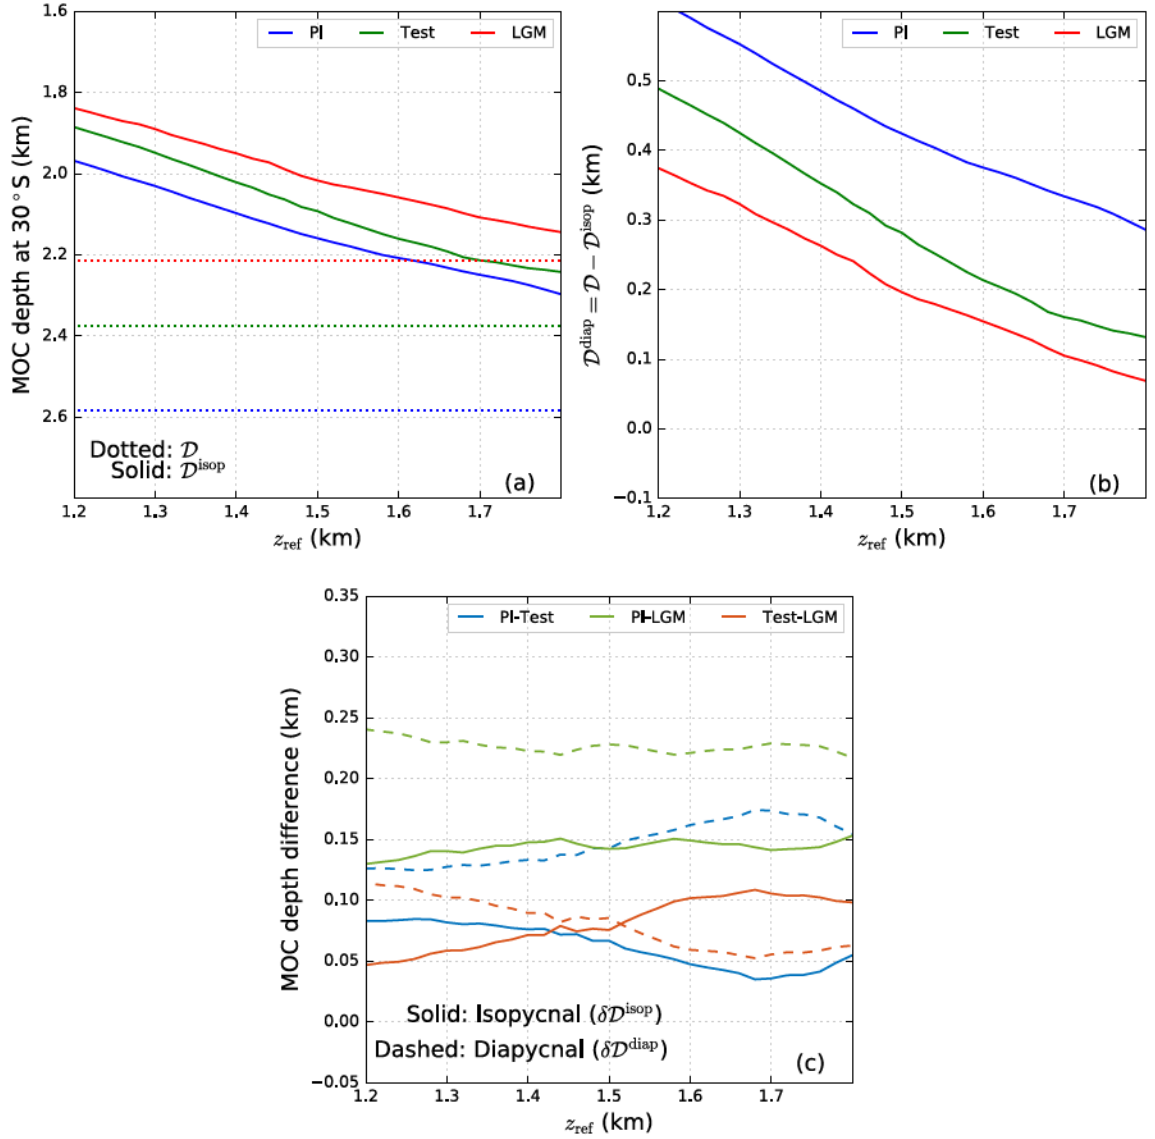 PI Test LGM
1.6
1.8
2.0
2.2
2.4
2.6
MOC depth at 30°S (km)
Dotted: 𝒟
Solid: 𝒟^isop
(a)
1.2 1.3 1.4 1.5 1.6 1.7
z_ref (km)
PI Test LGM
0.5
0.4
0.3
0.2
0.1
0.0
−0.1
𝒟^diap = 𝒟 − 𝒟^isop (km)
(b)
1.2 1.3 1.4 1.5 1.6 1.7
z_ref (km)
PI-Test PI-LGM Test-LGM
0.35
0.30
0.25
0.20
0.15
0.10
0.05
0.00
−0.05
MOC depth difference (km)
Solid: Isopycnal (δ𝒟^isop)
Dashed: Diapycnal (δ𝒟^diap)
(c)
1.2 1.3 1.4 1.5 1.6 1.7
z_ref (km)